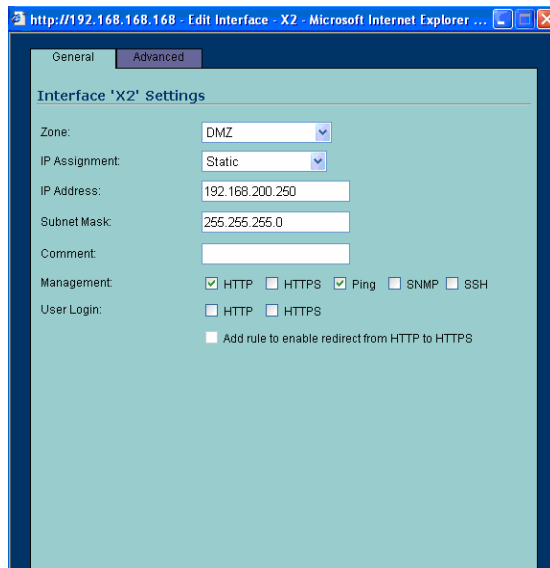 http://192.168.168.168 - Edit Interface - X2 - Microsoft Internet Explorer ...
General Advanced
Interface 'X2' Settings
Zone: DMZ
IP Assignment: Static
IP Address: 192.168.200.250
Subnet Mask: 255.255.255.0
Comment:
Management: HTTP HTTPS Ping SNMP SSH
User Login: HTTP HTTPS
Add rule to enable redirect from HTTP to HTTPS